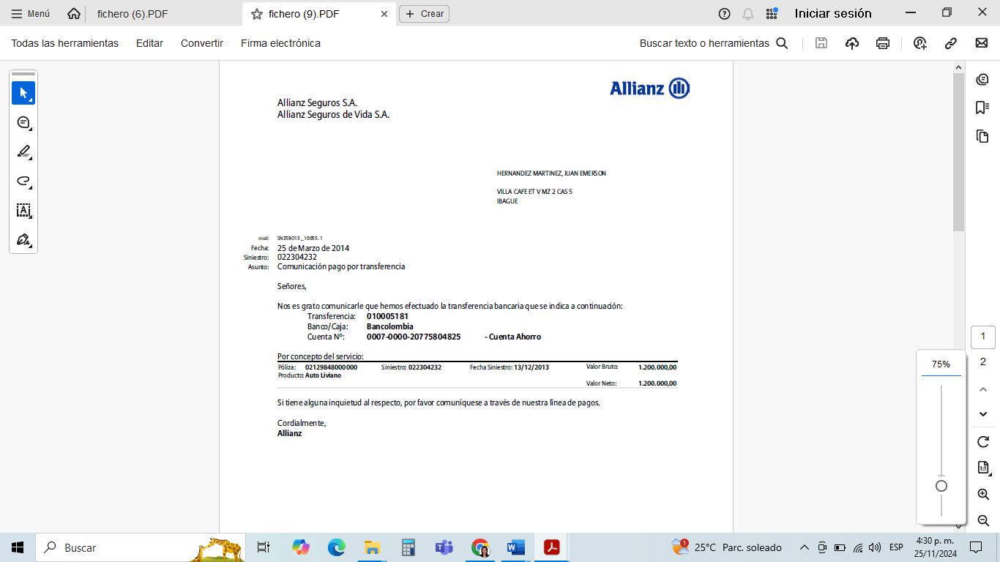 Menú
fichero (6).PDF
fichero (9).PDF
Crear
Iniciar sesión
Todas las herramientas
Editar
Convertir
Firma electrónica
Buscar texto o herramientas
Allianz
Allianz Seguros S.A.
Allianz Seguros de Vida S.A.
HERNANDEZ MARTINEZ, JUAN EMERSON
VILLA CAFE ET V MZ 2 CAS 5
IBAGUE
mod: SN25BO13_10055.1
Fecha: 25 de Marzo de 2014
Siniestro: 022304232
Asunto: Comunicación pago por transferencia
Señores,
Nos es grato comunicarle que hemos efectuado la transferencia bancaria que se indica a continuación:
Transferencia: 010005181
Banco/Caja: Bancolombia
Cuenta Nº: 0007-0000-20775804825 - Cuenta Ahorro
Por concepto del servicio:
Póliza: 02129848000000 Siniestro: 022304232 Fecha Siniestro: 13/12/2013 Valor Bruto: 1.200.000,00
Producto: Auto Liviano
Valor Neto: 1.200.000,00
Si tiene alguna inquietud al respecto, por favor comuníquese a través de nuestra línea de pagos.
Cordialmente,
Allianz
1
2
75%
1:1
Buscar
1
25°C Parc. soleado
ESP
4:30 p. m.
25/11/2024